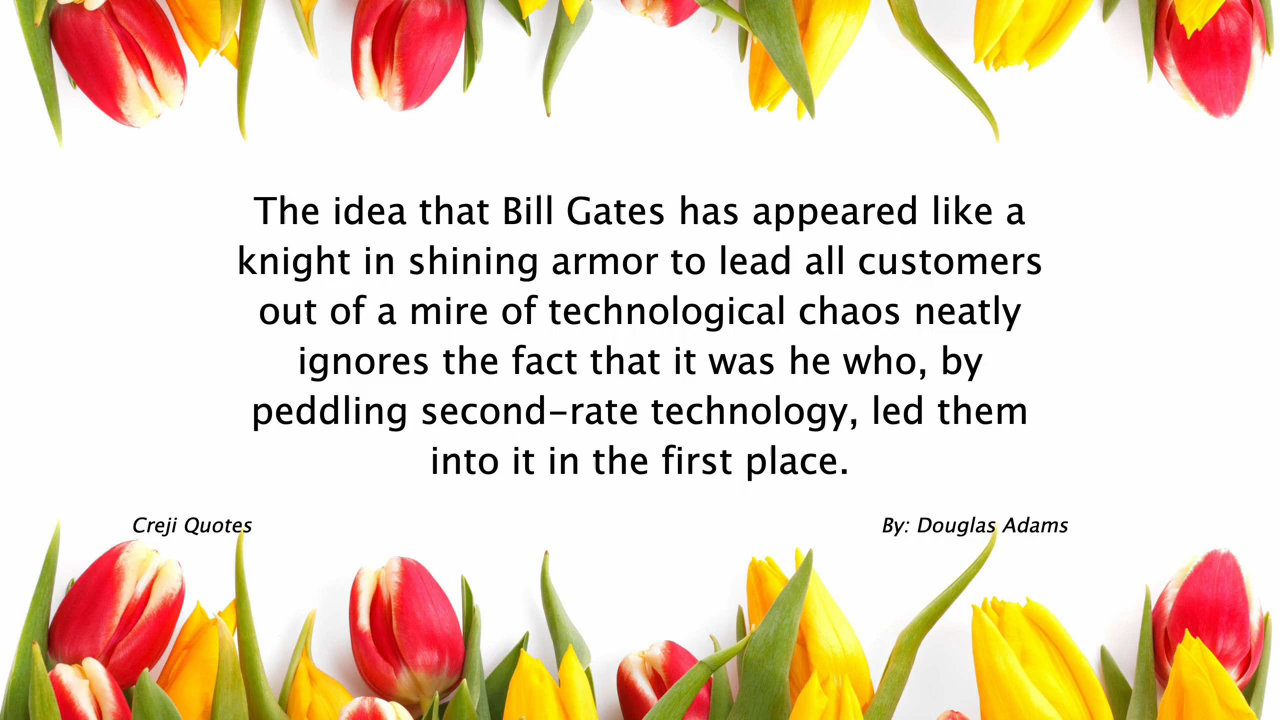 The idea that Bill Gates has appeared like a
knight in shining armor to lead all customers
out of a mire of technological chaos neatly
ignores the fact that it was he who, by
peddling second-rate technology, led them
into it in the first place.
Creji Quotes
By: Douglas Adams